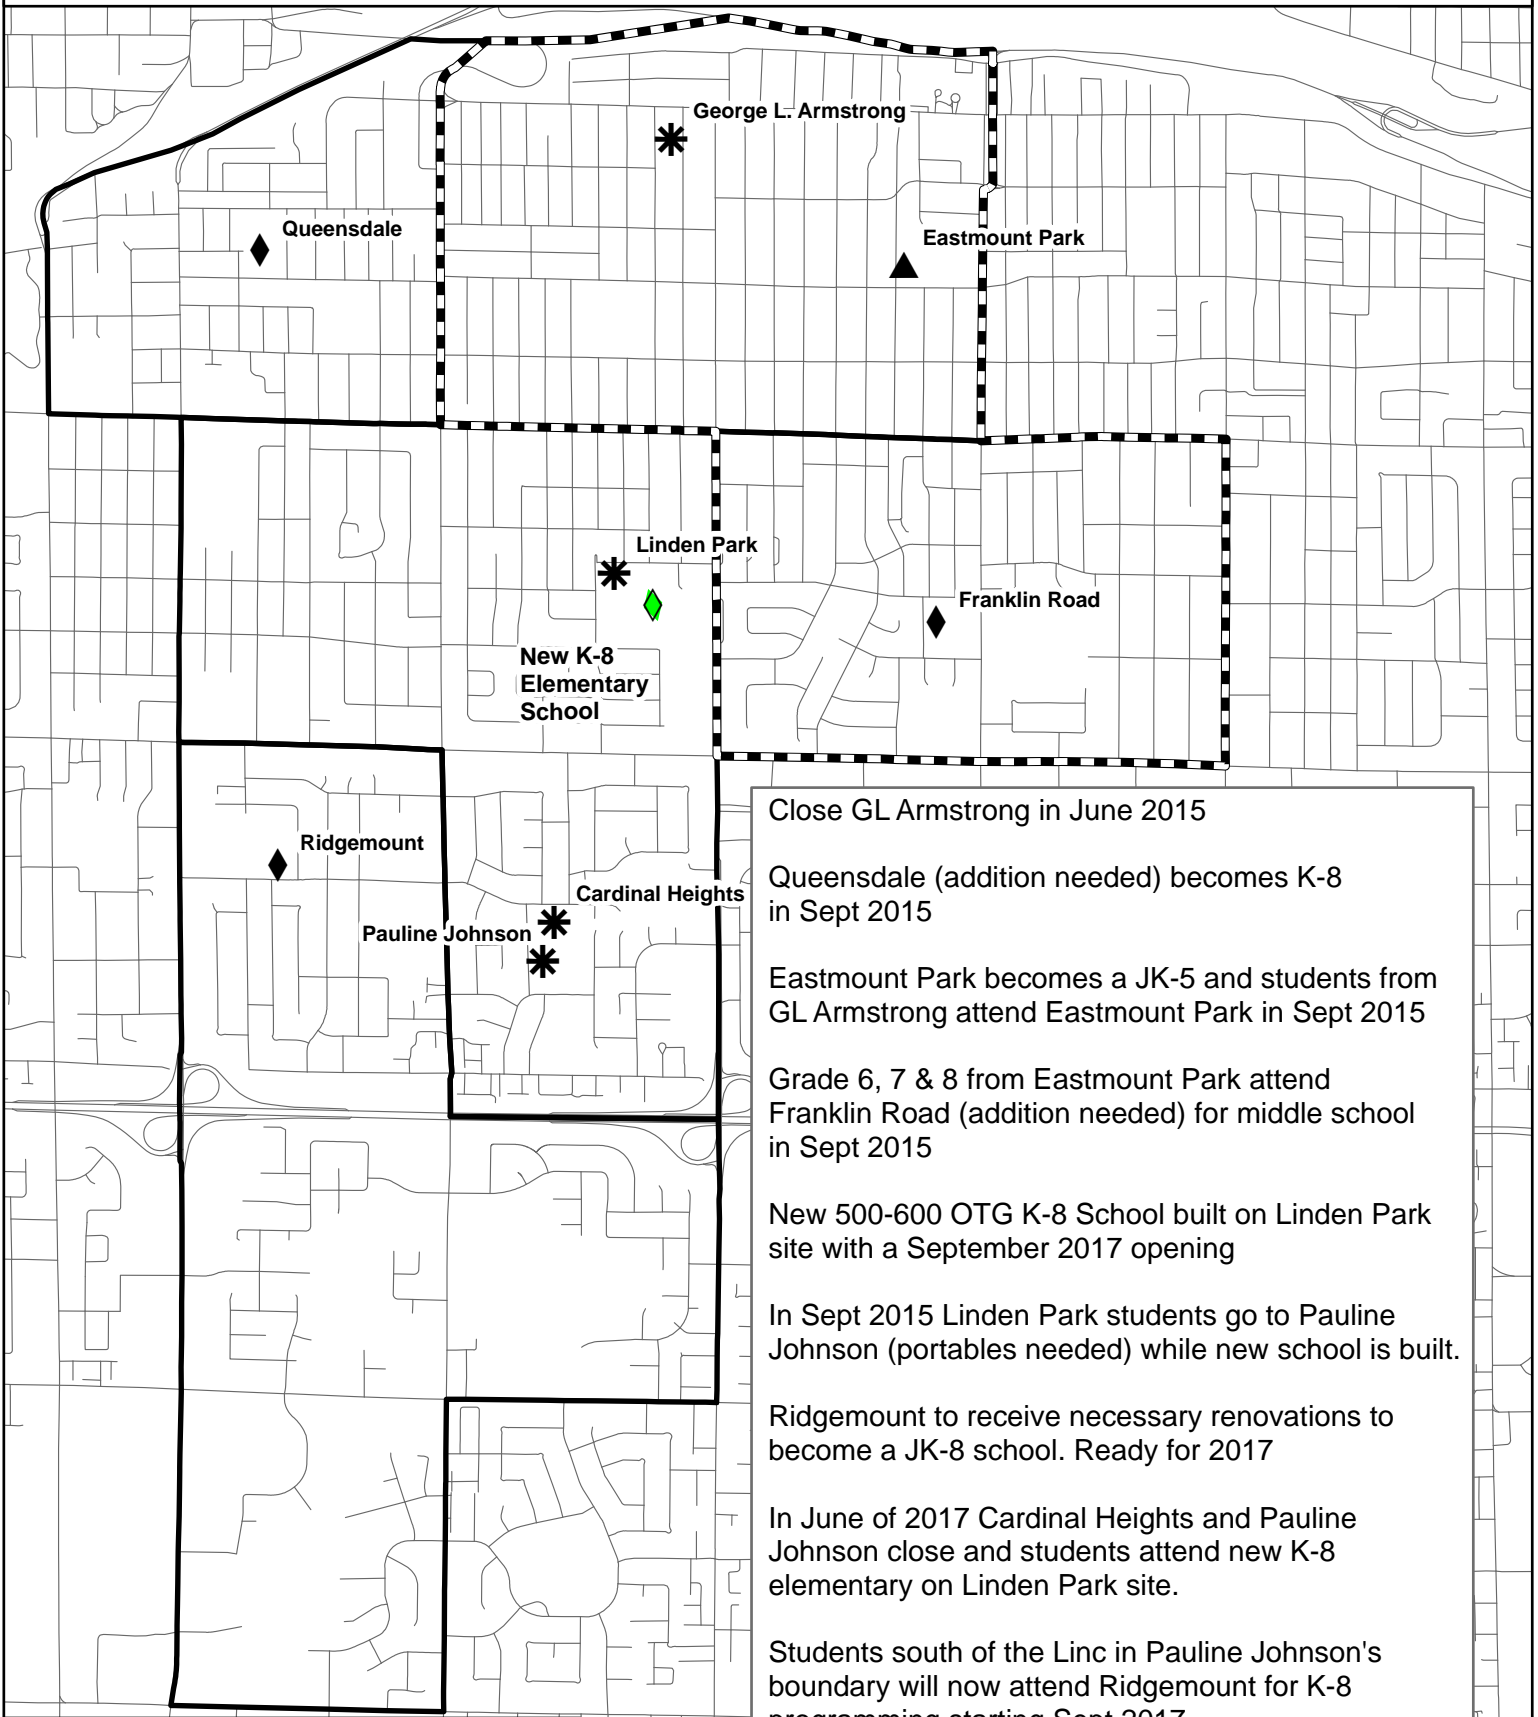 George L. Armstrong
Queensdale
Eastmount Park
Linden Park
Franklin Road
New K-8
Elementary
School
Ridgemount
Cardinal Heights
Pauline Johnson
Close GL Armstrong in June 2015
Queensdale (addition needed) becomes K-8
in Sept 2015
Eastmount Park becomes a JK-5 and students from
GL Armstrong attend Eastmount Park in Sept 2015
Grade 6, 7 & 8 from Eastmount Park attend
Franklin Road (addition needed) for middle school
in Sept 2015
New 500-600 OTG K-8 School built on Linden Park
site with a September 2017 opening
In Sept 2015 Linden Park students go to Pauline
Johnson (portables needed) while new school is built.
Ridgemount to receive necessary renovations to
become a JK-8 school. Ready for 2017
In June of 2017 Cardinal Heights and Pauline
Johnson close and students attend new K-8
elementary on Linden Park site.
Students south of the Linc in Pauline Johnson's
boundary will now attend Ridgemount for K-8
programming starting Sept 2017